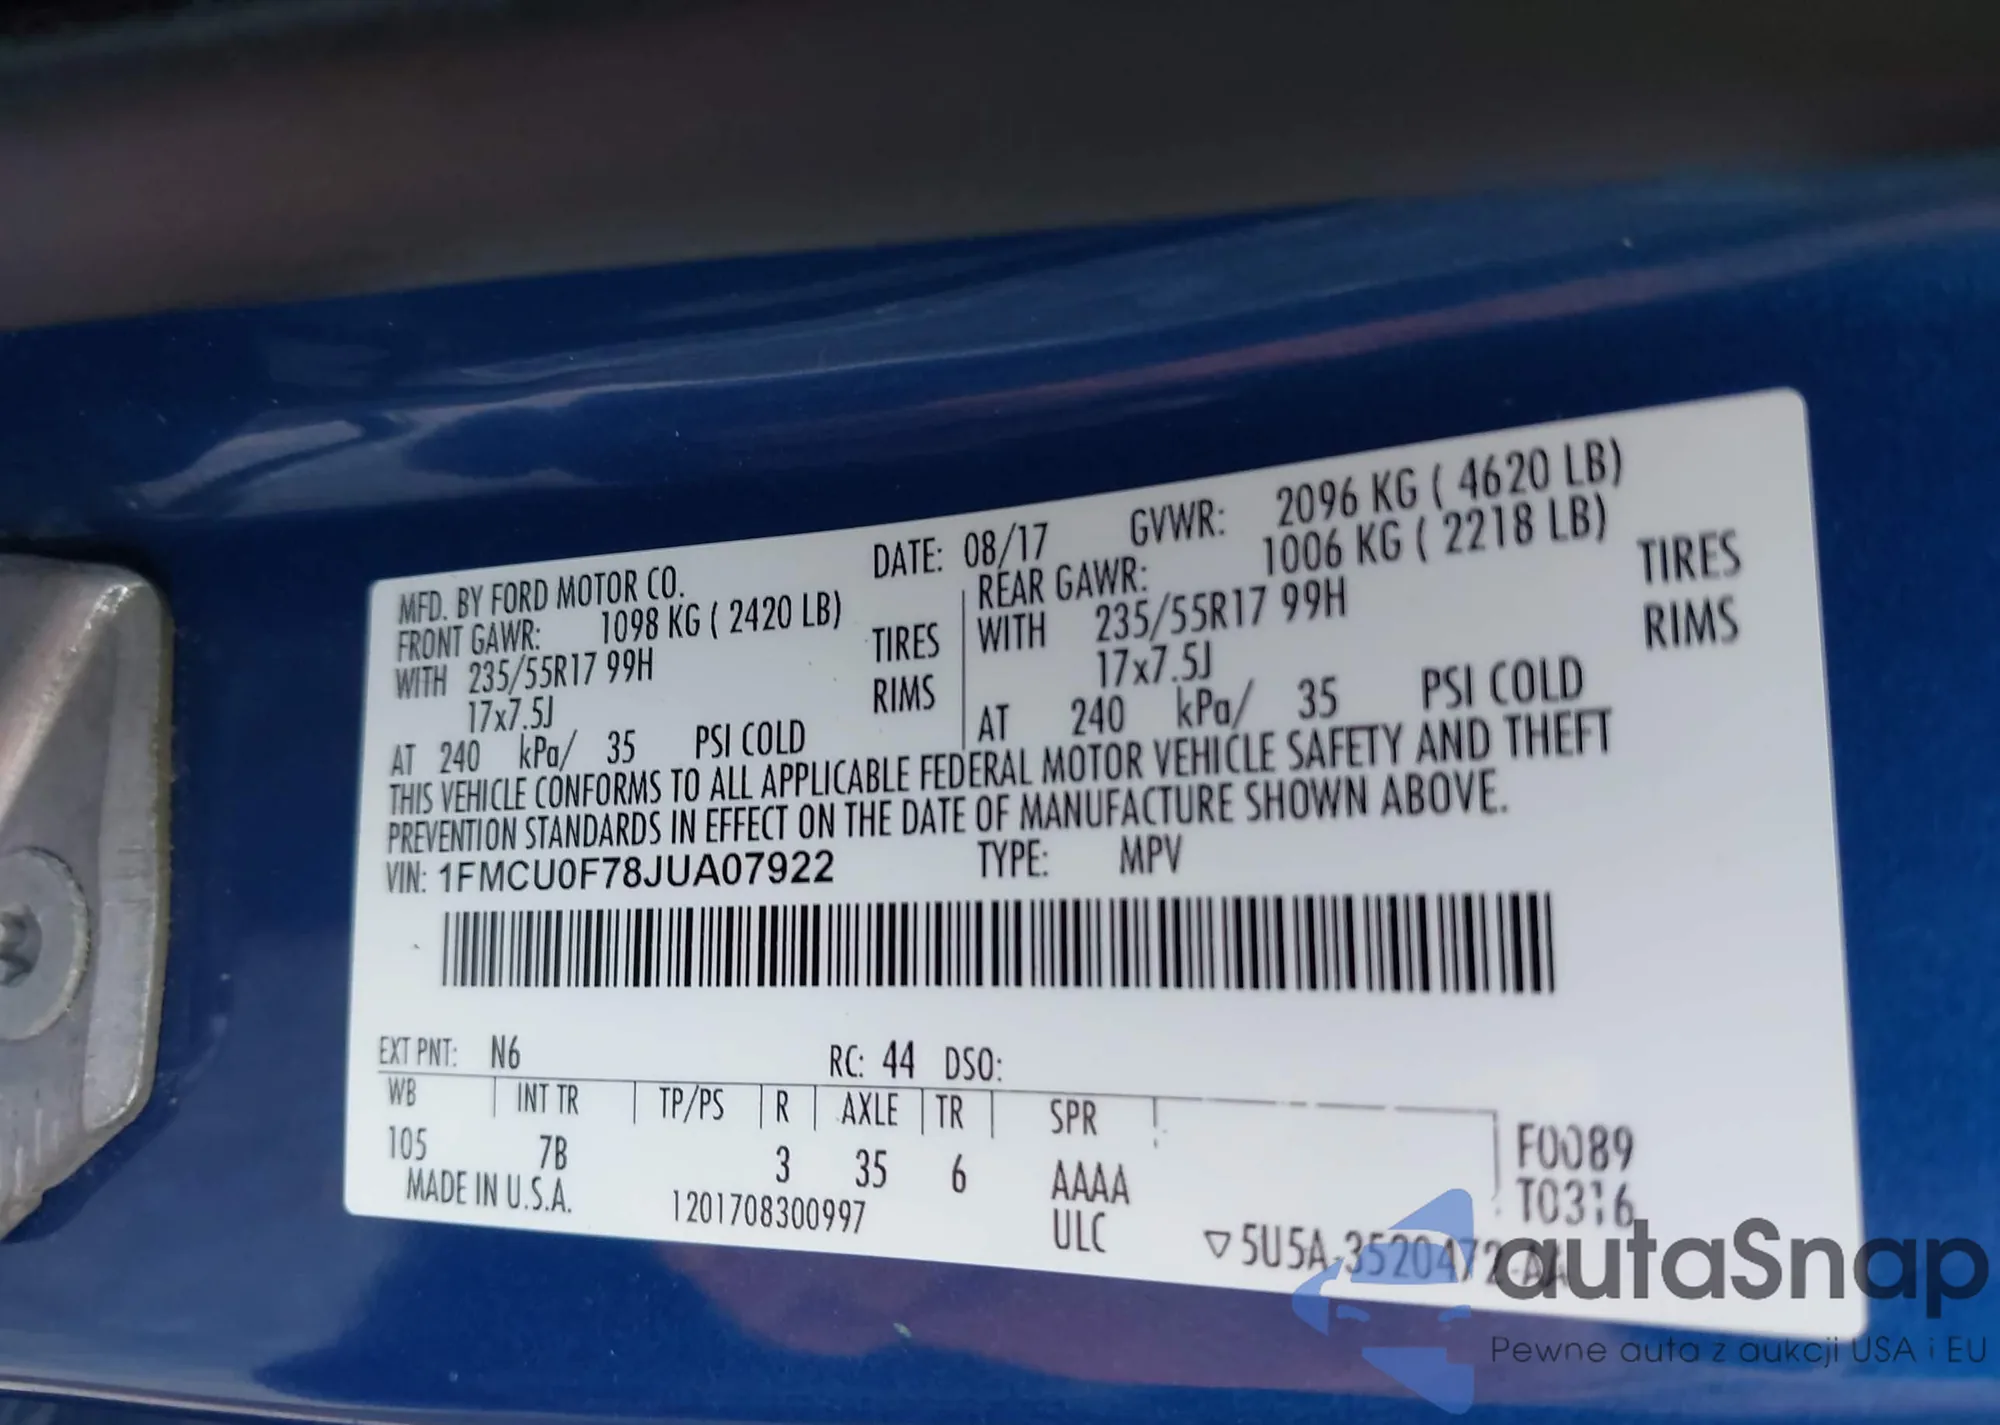 MFD. BY FORD MOTOR CO. DATE: 08/17 GVWR: 2096 KG ( 4620 LB)
FRONT GAWR: 1098 KG ( 2420 LB) REAR GAWR: 1006 KG ( 2218 LB)
WITH 235/55R17 99H TIRES WITH 235/55R17 99H TIRES
17x7.5J RIMS 17x7.5J RIMS
AT 240 kPa/ 35 PSI COLD AT 240 kPa/ 35 PSI COLD
THIS VEHICLE CONFORMS TO ALL APPLICABLE FEDERAL MOTOR VEHICLE SAFETY AND THEFT
PREVENTION STANDARDS IN EFFECT ON THE DATE OF MANUFACTURE SHOWN ABOVE.
VIN: 1FMCU0F78JUA07922 TYPE: MPV
EXT PNT: N6 RC: 44 DSO:
WB INT TR TP/PS R AXLE TR SPR
105 7B 3 35 6 AAAA F0089
MADE IN U.S.A. 1201708300997 ULC T0316
▽5U5A-3520472-AA
autaSnap
Pewne auta z aukcji USA i EU